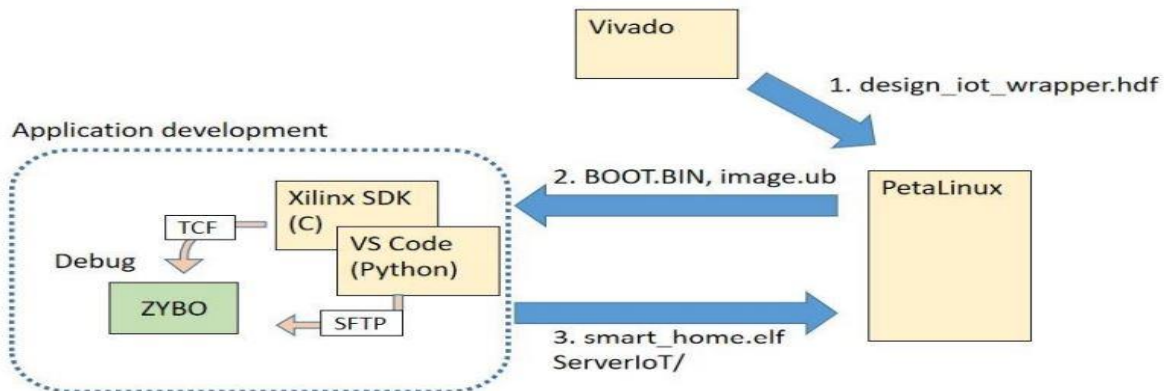 Vivado
1. design_iot_wrapper.hdf
Application development
2. BOOT.BIN, image.ub
PetaLinux
Xilinx SDK
(C)
TCF
VS Code
(Python)
Debug
ZYBO
SFTP
3. smart_home.elf
ServerIoT/